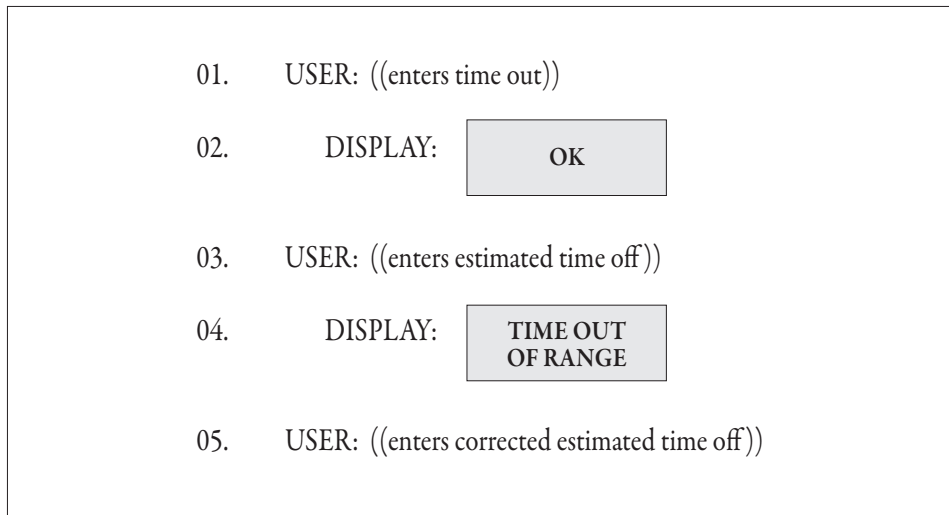 01. USER: ((enters time out))
02. DISPLAY: OK
03. USER: ((enters estimated time off))
04. DISPLAY: TIME OUT
OF RANGE
05. USER: ((enters corrected estimated time off))